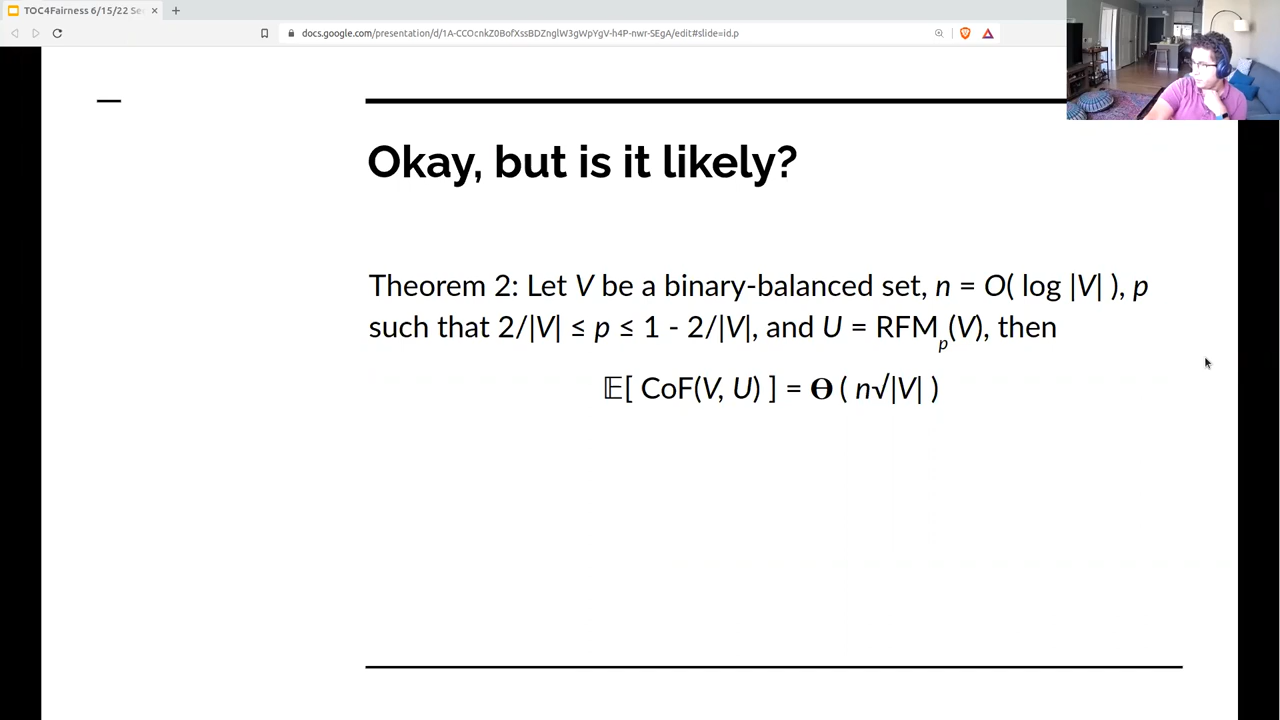 TOC4Fairness 6/15/22 Se
docs.google.com/presentation/d/1A-CCOcnkZ0BofXssBDZnglW3gWpYgV-h4P-nwr-SEgA/edit#slide=id.p
Okay, but is it likely?
Theorem 2: Let V be a binary-balanced set, n = O( log |V| ), p
such that 2/|V| ≤ p ≤ 1 - 2/|V|, and U = RFMₚ(V), then
𝔼[ CoF(V, U) ] = Θ ( n√|V| )